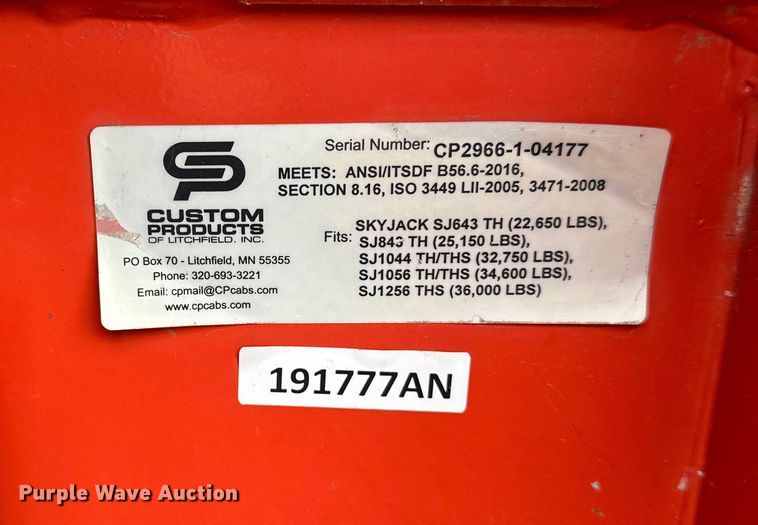 Serial Number: CP2966-1-04177
MEETS: ANSI/ITSDF B56.6-2016,
SECTION 8.16, ISO 3449 LII-2005, 3471-2008
CP
CUSTOM
PRODUCTS
OF LITCHFIELD, INC.
PO Box 70 - Litchfield, MN 55355
Phone: 320-693-3221
Email: cpmail@CPcabs.com
www.cpcabs.com
Fits: SKYJACK SJ643 TH (22,650 LBS),
SJ843 TH (25,150 LBS),
SJ1044 TH/THS (32,750 LBS),
SJ1056 TH/THS (34,600 LBS),
SJ1256 THS (36,000 LBS)
191777AN
Purple Wave Auction